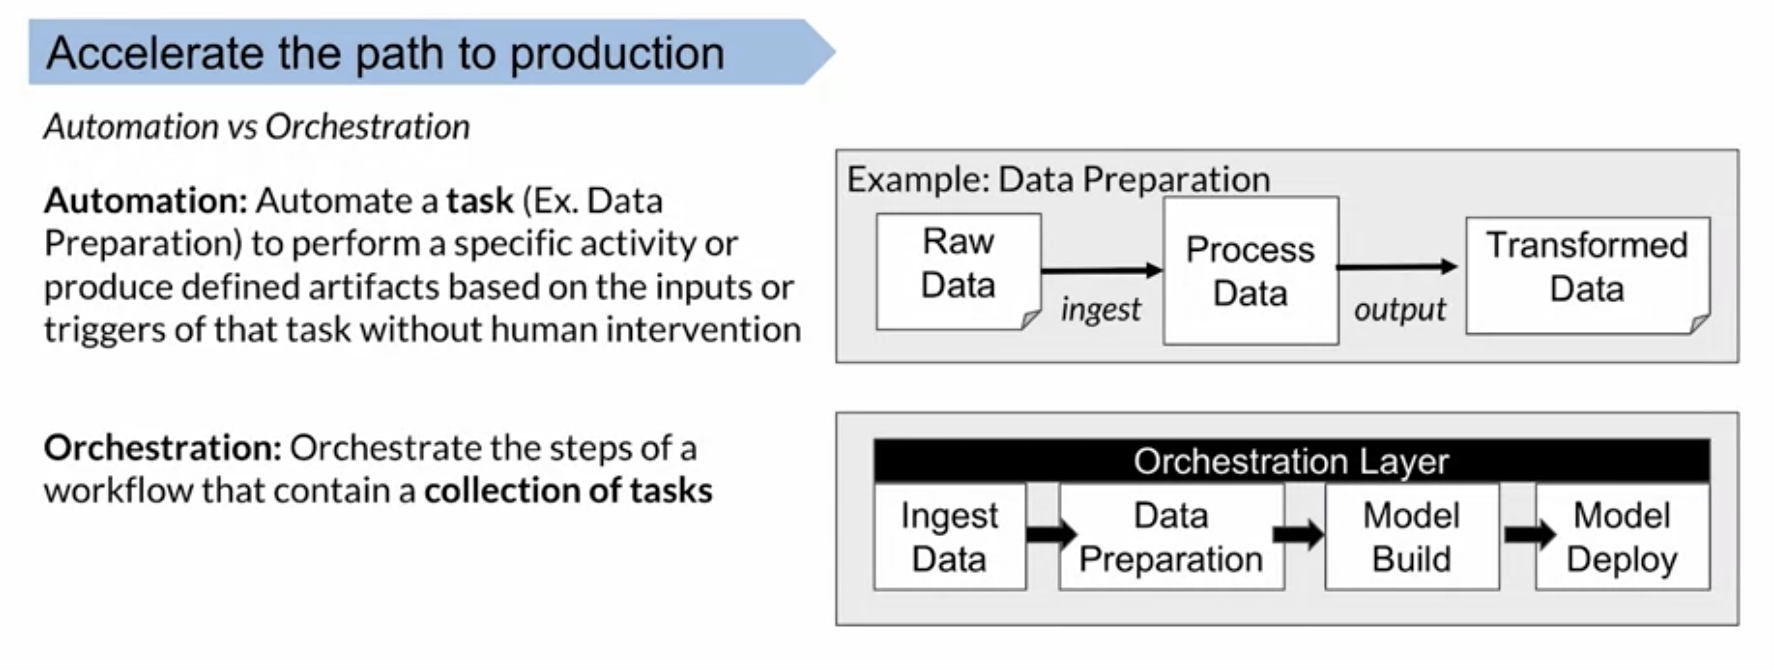 Accelerate the path to production
Automation vs Orchestration
Automation: Automate a task (Ex. Data
Preparation) to perform a specific activity or
produce defined artifacts based on the inputs or
triggers of that task without human intervention
Example: Data Preparation
Raw
Data
ingest
Process
Data
output
Transformed
Data
Orchestration: Orchestrate the steps of a
workflow that contain a collection of tasks
Orchestration Layer
Ingest
Data
Data
Preparation
Model
Build
Model
Deploy